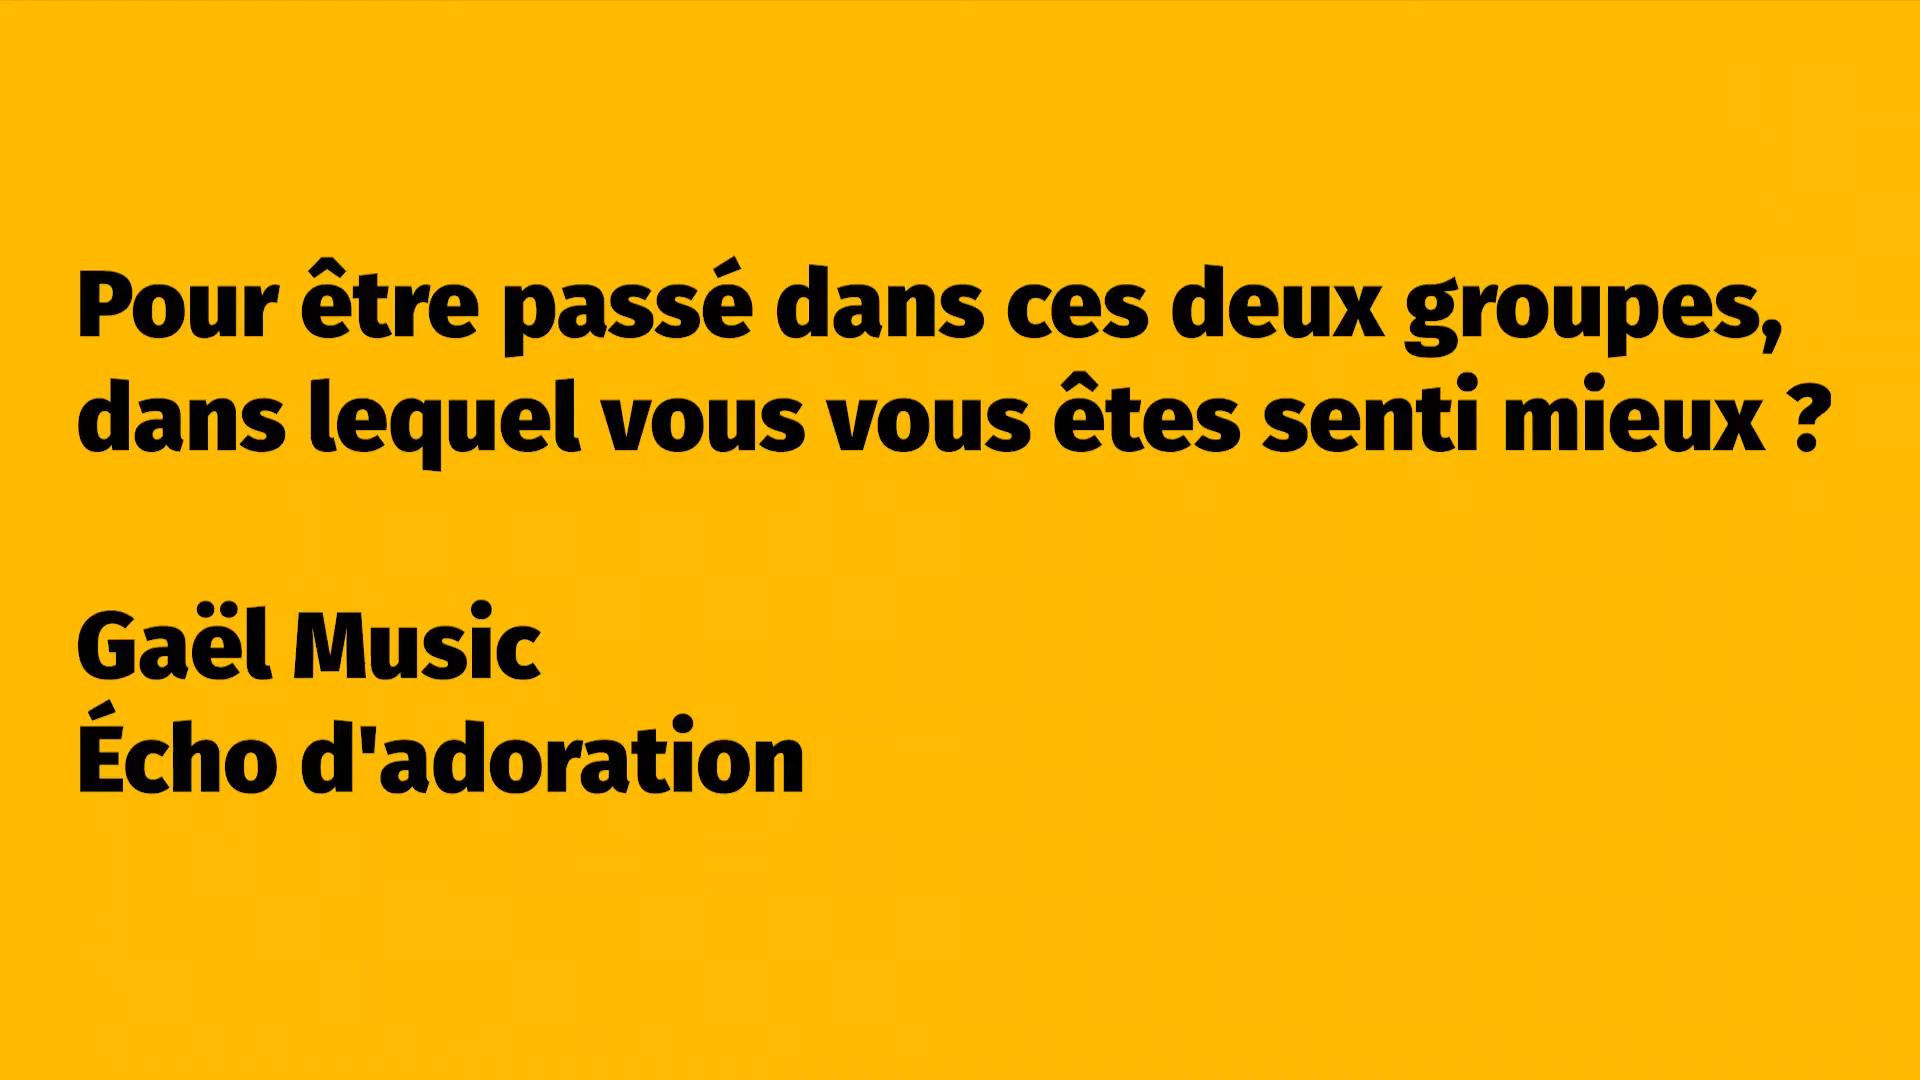 Pour être passé dans ces deux groupes,
dans lequel vous vous êtes senti mieux ?
Gaël Music
Écho d'adoration